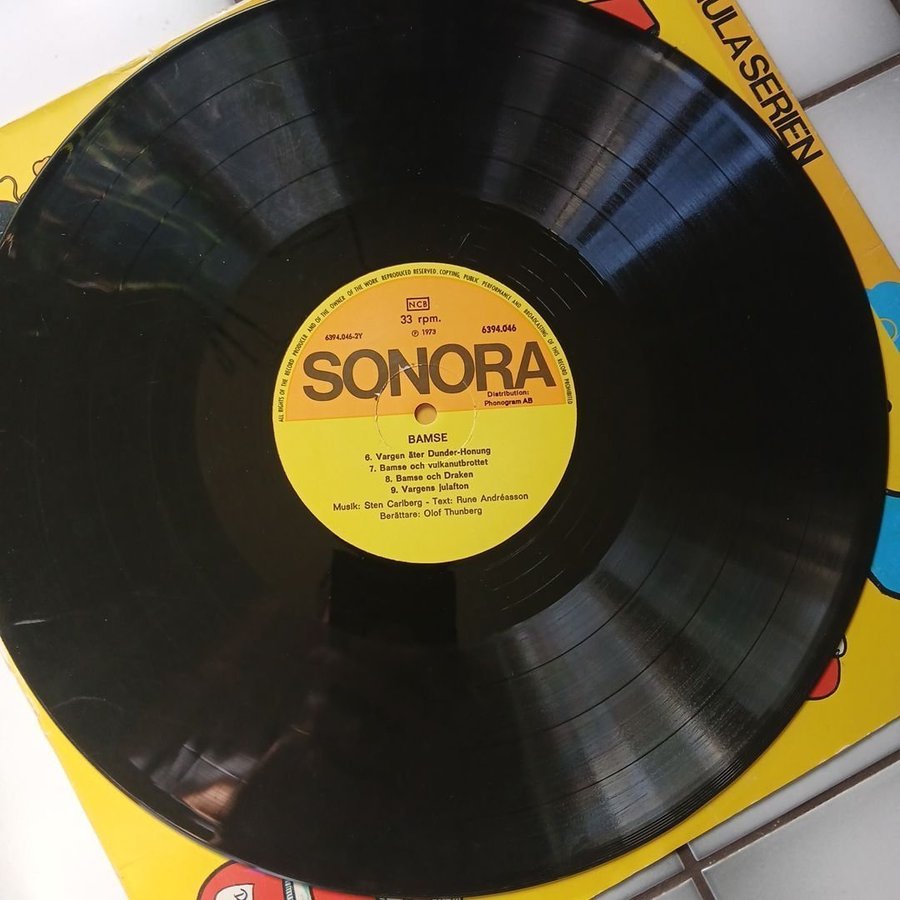 ULA SERIEN
ALL RIGHTS OF THE RECORD PRODUCER AND OF THE OWNER OF THE WORK REPRODUCED RESERVED. COPYING, PUBLIC PERFORMANCE AND BROADCASTING OF THIS RECORD PROHIBITED
NCB
33 rpm.
6394.046-2Y
℗ 1973
6394.046
SONORA
Distribution:
Phonogram AB
BAMSE
6. Vargen åter Dunder-Honung
7. Bamse och vulkanutbrottet
8. Bamse och Draken
9. Vargens julafton
Musik: Sten Carlberg - Text: Rune Andréasson
Berättare: Olof Thunberg